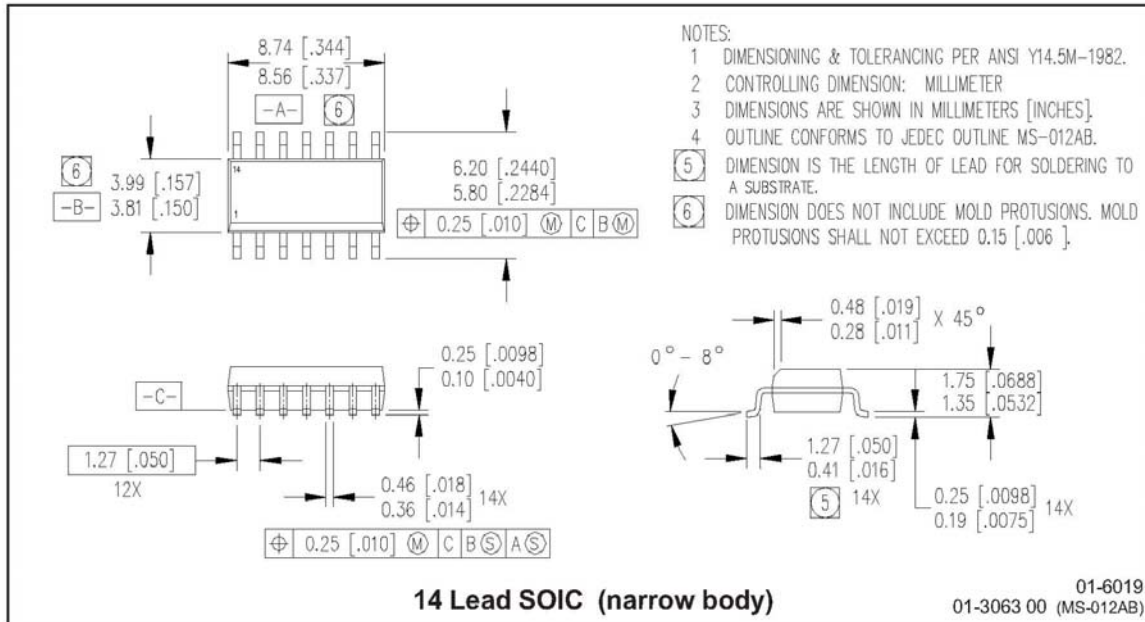 8.74 [.344]
8.56 [.337]
-A- 6
6
3.99 [.157]
3.81 [.150]
-B-
14
1
6.20 [.2440]
5.80 [.2284]
⌖ 0.25 [.010] Ⓜ C B Ⓜ
NOTES:
1 DIMENSIONING & TOLERANCING PER ANSI Y14.5M-1982.
2 CONTROLLING DIMENSION: MILLIMETER
3 DIMENSIONS ARE SHOWN IN MILLIMETERS [INCHES].
4 OUTLINE CONFORMS TO JEDEC OUTLINE MS-012AB.
5 DIMENSION IS THE LENGTH OF LEAD FOR SOLDERING TO
A SUBSTRATE.
6 DIMENSION DOES NOT INCLUDE MOLD PROTUSIONS. MOLD
PROTUSIONS SHALL NOT EXCEED 0.15 [.006 ].
-C-
0.25 [.0098]
0.10 [.0040]
1.27 [.050]
12X
0.46 [.018]
0.36 [.014] 14X
⌖ 0.25 [.010] Ⓜ C B Ⓢ A Ⓢ
0.48 [.019]
0.28 [.011] X 45°
0° - 8°
1.75 [.0688]
1.35 [.0532]
1.27 [.050]
0.41 [.016]
5 14X
0.25 [.0098]
0.19 [.0075] 14X
14 Lead SOIC (narrow body)
01-6019
01-3063 00 (MS-012AB)